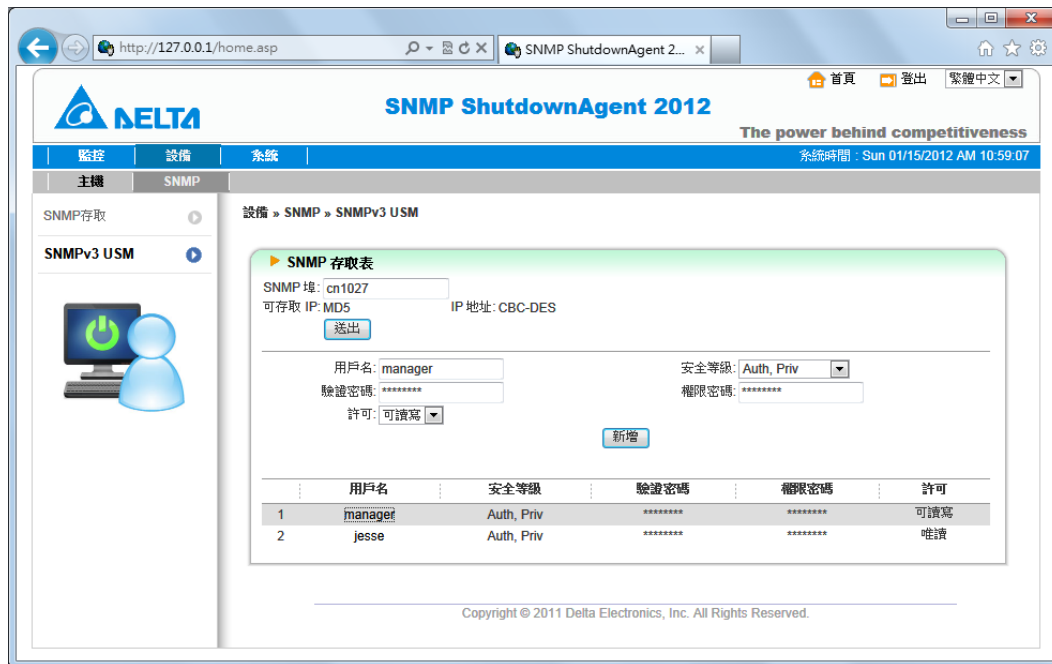 http://127.0.0.1/home.asp
SNMP ShutdownAgent 2...
首頁 登出 繁體中文
DELTA
SNMP ShutdownAgent 2012
The power behind competitiveness
監控 設備 系統 系統時間 : Sun 01/15/2012 AM 10:59:07
主機 SNMP
SNMP存取
SNMPv3 USM
設備 » SNMP » SNMPv3 USM
SNMP 存取表
SNMP 埠: cn1027
可存取 IP: MD5 IP 地址: CBC-DES
送出
用戶名: manager 安全等級: Auth, Priv
驗證密碼: ******** 權限密碼: ********
許可: 可讀寫
新增
用戶名 安全等級 驗證密碼 權限密碼 許可
1 manager Auth, Priv ******** ******** 可讀寫
2 jesse Auth, Priv ******** ******** 唯讀
Copyright © 2011 Delta Electronics, Inc. All Rights Reserved.